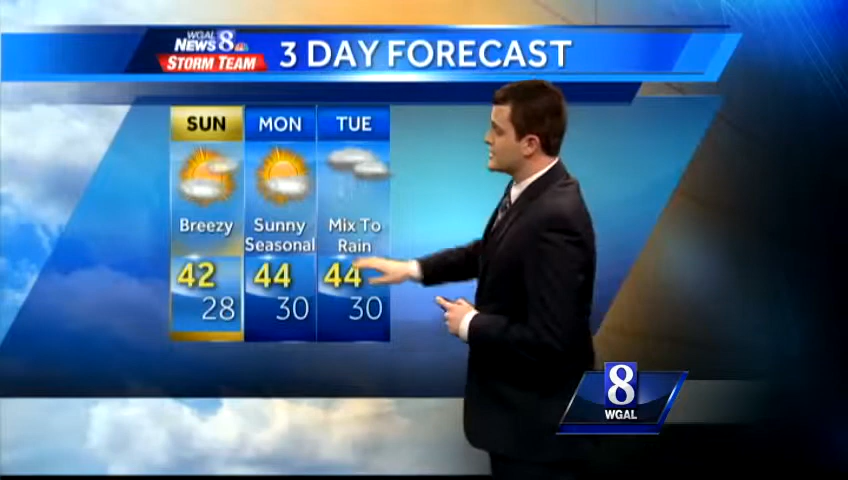 WGAL
NEWS 8
STORM TEAM
3 DAY FORECAST
SUN MON TUE
Breezy
Sunny
Seasonal
Mix To
Rain
42 44 44
28 30 30
8
WGAL